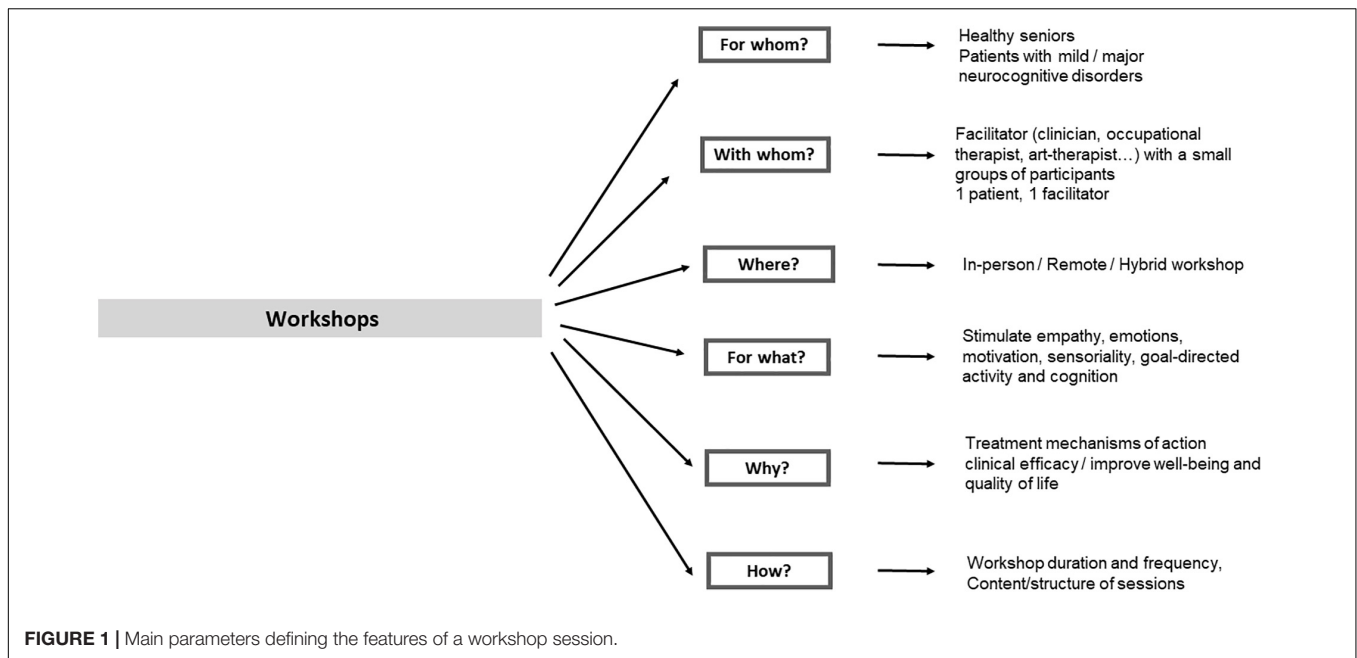 For whom?
Healthy seniors
Patients with mild / major
neurocognitive disorders
With whom?
Facilitator (clinician, occupational
therapist, art-therapist…) with a small
groups of participants
1 patient, 1 facilitator
Where?
In-person / Remote / Hybrid workshop
Workshops
For what?
Stimulate empathy, emotions,
motivation, sensoriality, goal-directed
activity and cognition
Why?
Treatment mechanisms of action
clinical efficacy / improve well-being and
quality of life
How?
Workshop duration and frequency,
Content/structure of sessions
FIGURE 1 | Main parameters defining the features of a workshop session.